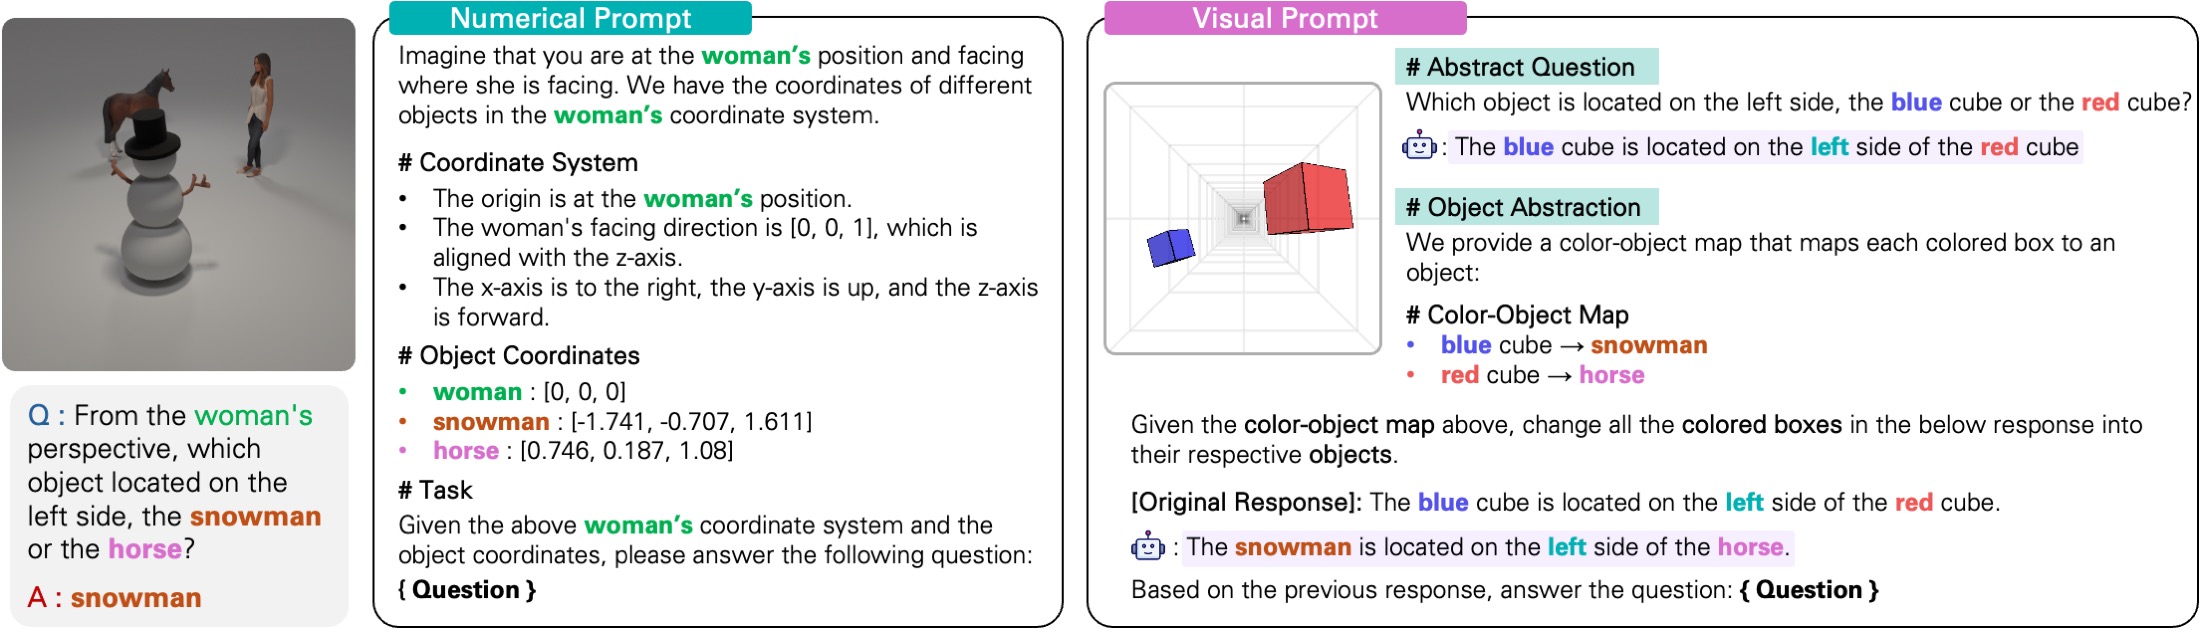 Q : From the woman's
perspective, which
object located on the
left side, the snowman
or the horse?
A : snowman
Numerical Prompt
Imagine that you are at the woman’s position and facing
where she is facing. We have the coordinates of different
objects in the woman’s coordinate system.
# Coordinate System
• The origin is at the woman’s position.
• The woman's facing direction is [0, 0, 1], which is
aligned with the z-axis.
• The x-axis is to the right, the y-axis is up, and the z-axis
is forward.
# Object Coordinates
• woman : [0, 0, 0]
• snowman : [-1.741, -0.707, 1.611]
• horse : [0.746, 0.187, 1.08]
# Task
Given the above woman’s coordinate system and the
object coordinates, please answer the following question:
{ Question }
Visual Prompt
# Abstract Question
Which object is located on the left side, the blue cube or the red cube?
: The blue cube is located on the left side of the red cube
# Object Abstraction
We provide a color-object map that maps each colored box to an
object:
# Color-Object Map
• blue cube → snowman
• red cube → horse
Given the color-object map above, change all the colored boxes in the below response into
their respective objects.
[Original Response]: The blue cube is located on the left side of the red cube.
: The snowman is located on the left side of the horse.
Based on the previous response, answer the question: { Question }